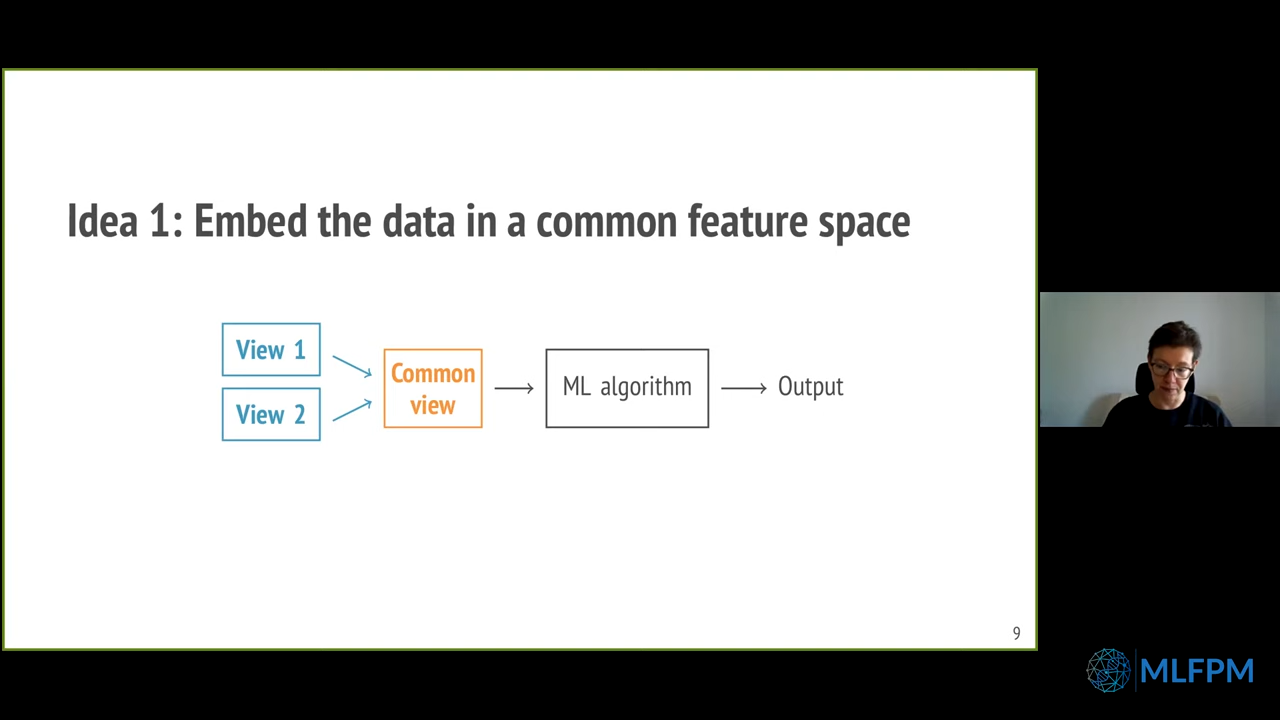 Idea 1: Embed the data in a common feature space
View 1
View 2
Common
view
ML algorithm
Output
9
MLFPM